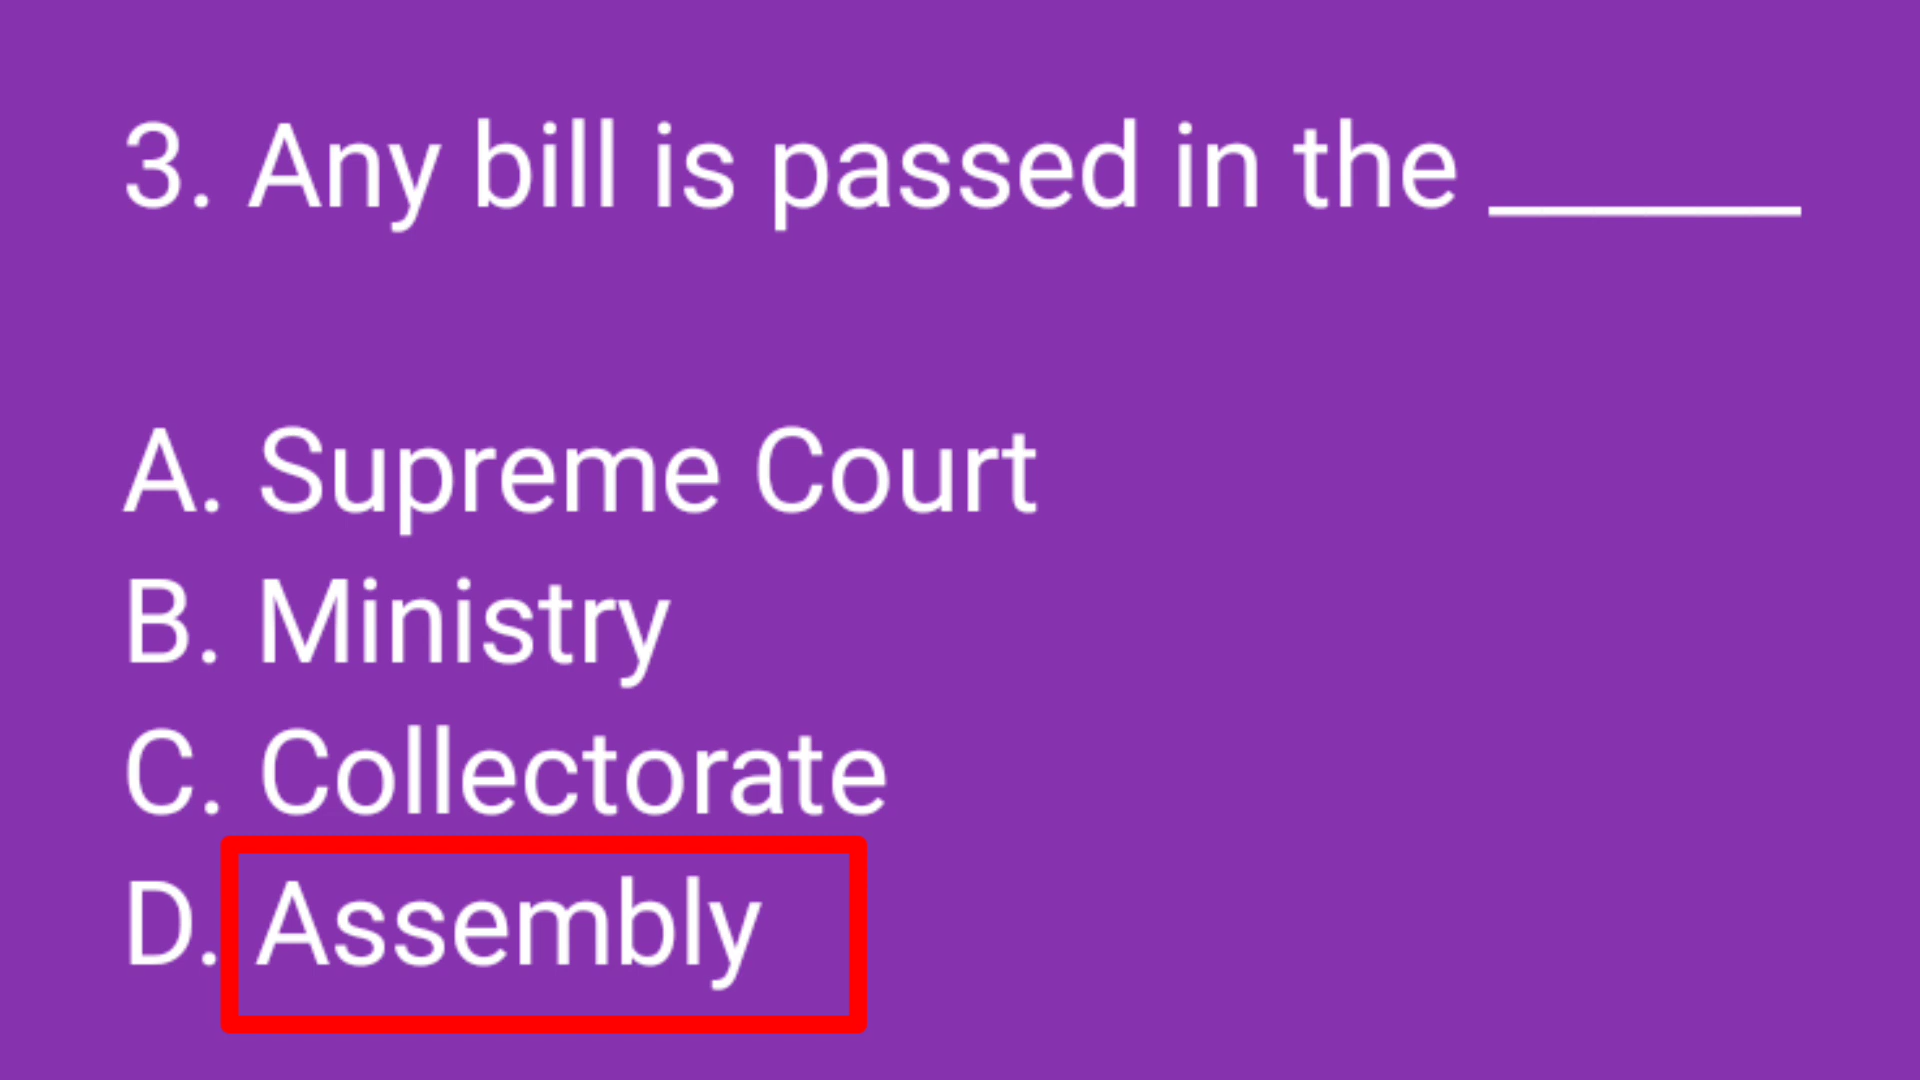 3. Any bill is passed in the ______
A. Supreme Court
B. Ministry
C. Collectorate
D. Assembly